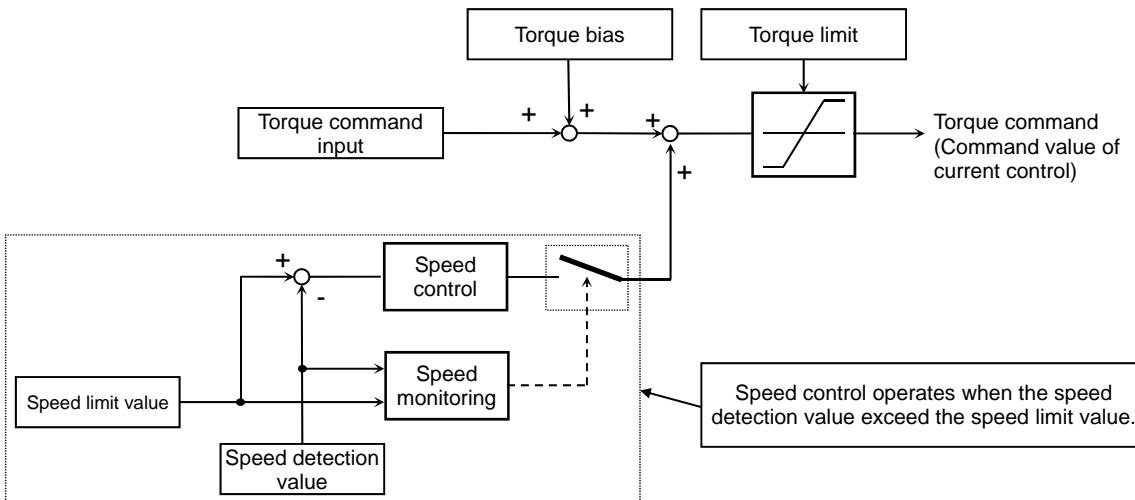 Torque bias
Torque limit
Torque command
input
+
+
+
+
Torque command
(Command value of
current control)
+
-
Speed
control
Speed
monitoring
Speed limit value
Speed detection
value
Speed control operates when the speed
detection value exceed the speed limit value.